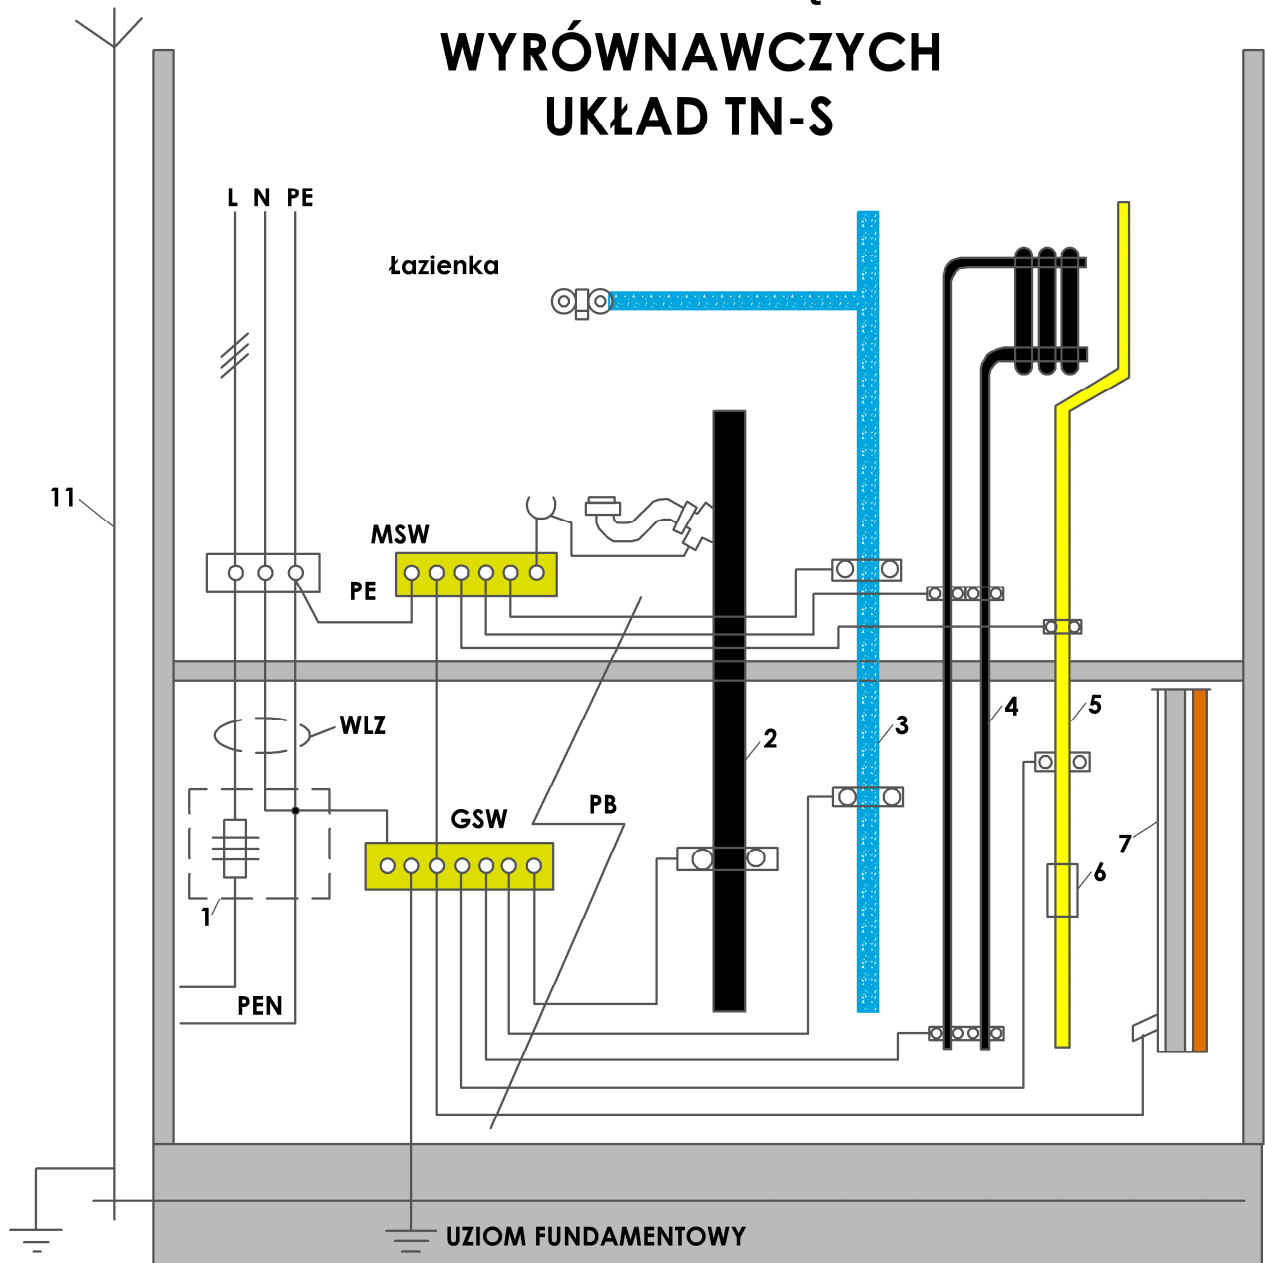 WYRÓWNAWCZYCH
UKŁAD TN-S
L N PE
Łazienka
11
MSW
PE
WLZ
2
3
4
5
GSW
PB
7
6
1
PEN
UZIOM FUNDAMENTOWY